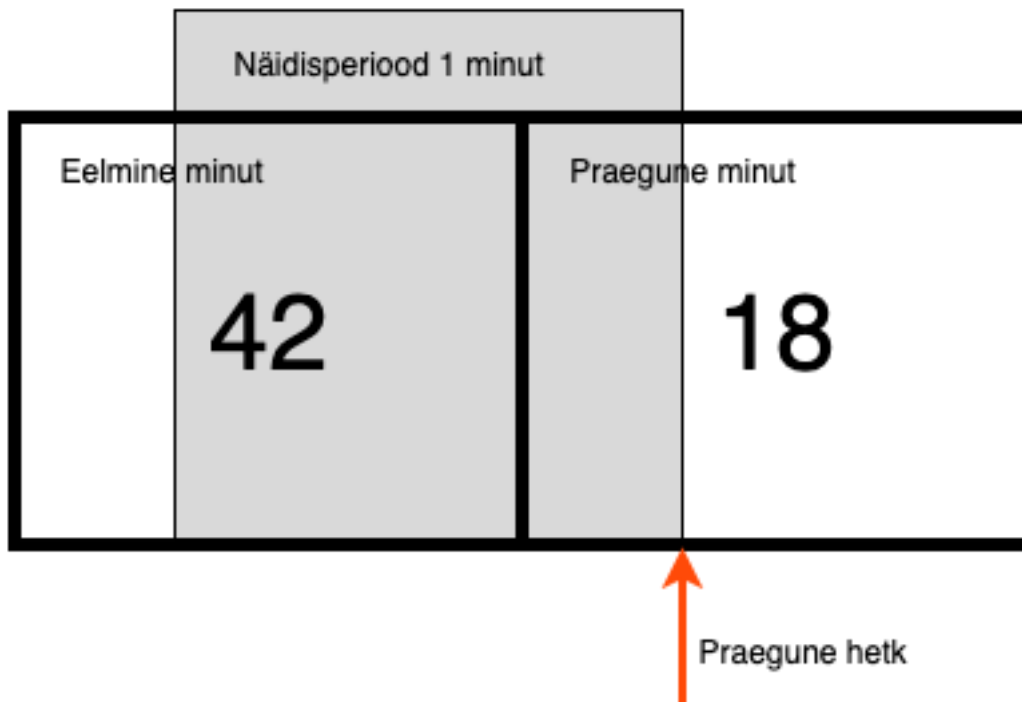 Näidisperiood 1 minut
Eelmine minut
Praegune minut
42
18
Praegune hetk